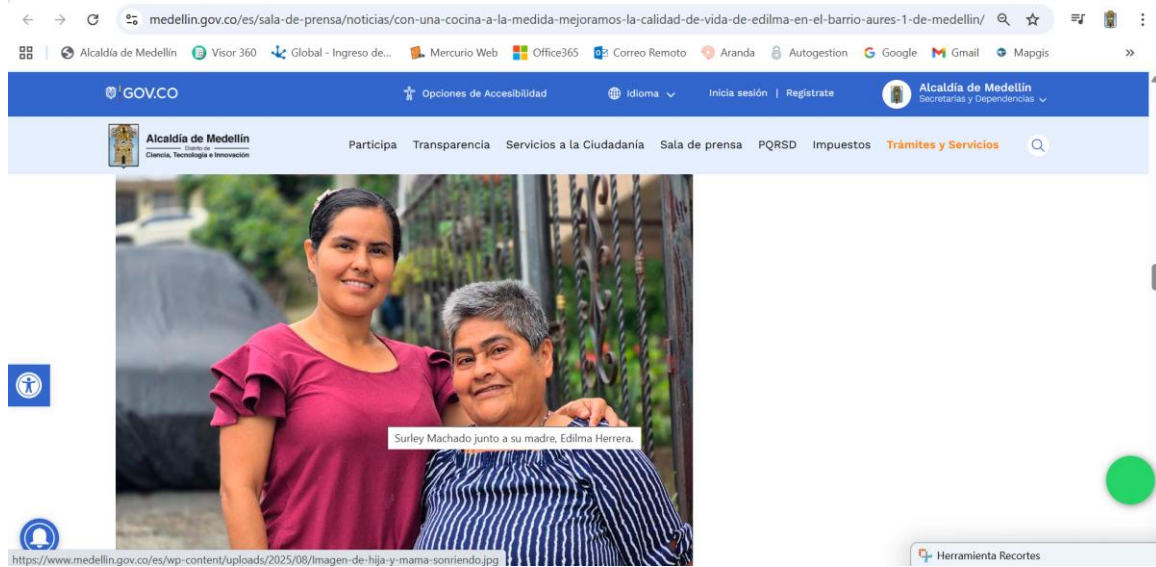 medellin.gov.co/es/sala-de-prensa/noticias/con-una-cocina-a-la-medida-mejoramos-la-calidad-de-vida-de-edilma-en-el-barrio-aures-1-de-medellin/
Alcaldía de Medellín Visor 360 Global - Ingreso de... Mercurio Web Office365 Correo Remoto Aranda Autogestion Google Gmail Mapgis »
GOV.CO Opciones de Accesibilidad Idioma Inicia sesión | Regístrate Alcaldía de Medellín
Secretarías y Dependencias
Alcaldía de Medellín
Distrito de
Ciencia, Tecnología e Innovación
Participa Transparencia Servicios a la Ciudadanía Sala de prensa PQRSD Impuestos Trámites y Servicios
Surley Machado junto a su madre, Edilma Herrera.
https://www.medellin.gov.co/es/wp-content/uploads/2025/08/Imagen-de-hija-y-mama-sonriendo.jpg
Herramienta Recortes